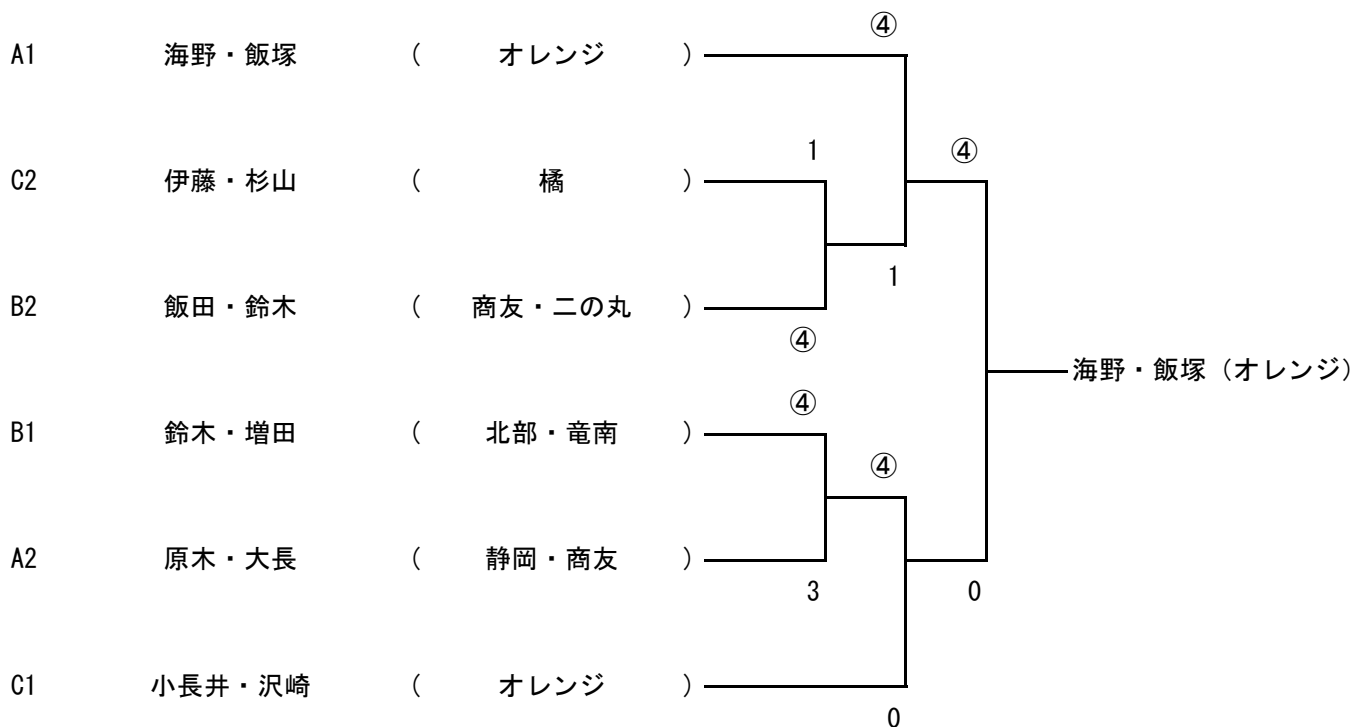 ④
A1 海野・飯塚 ( オレンジ )
1 ④
C2 伊藤・杉山 ( 橘 )
1
B2 飯田・鈴木 ( 商友・二の丸 )
④
海野・飯塚（オレンジ）
④
B1 鈴木・増田 ( 北部・竜南 )
④
A2 原木・大長 ( 静岡・商友 )
3 0
C1 小長井・沢崎 ( オレンジ )
0